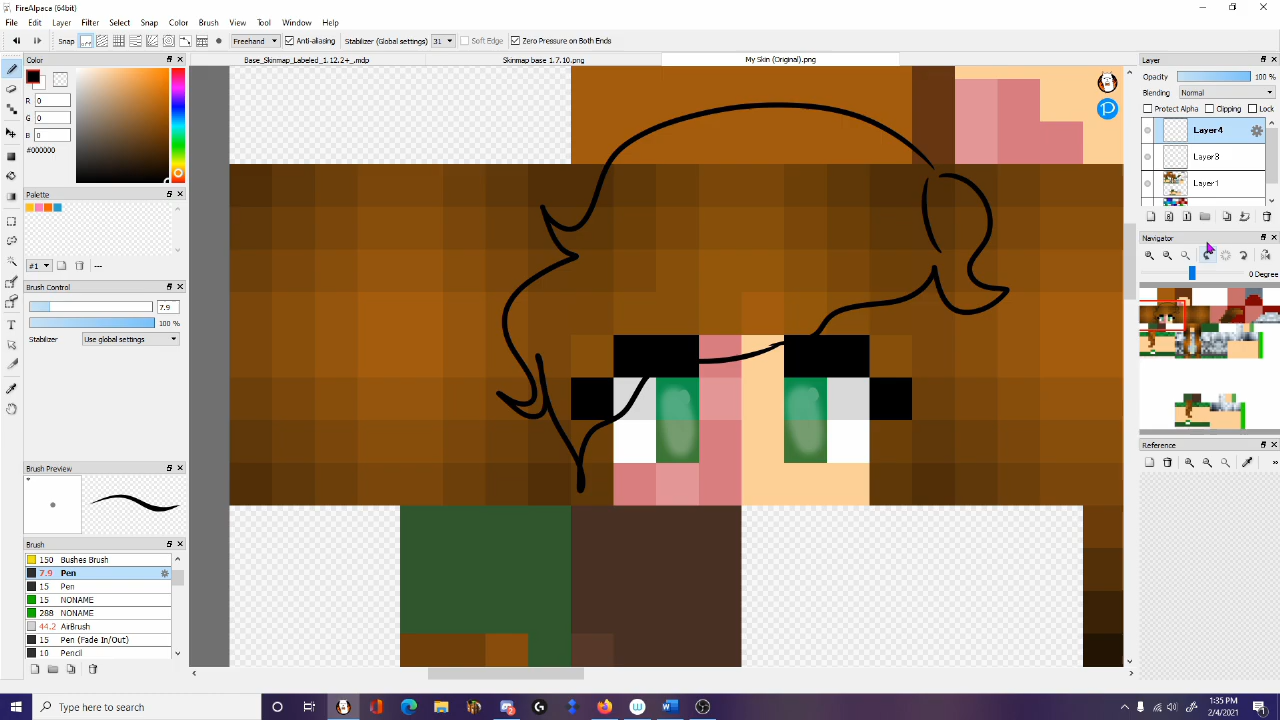 FireAlpaca (64bit)
File Edit Layer Filter Select Snap Color Brush View Tool Window Help
Snap Freehand Anti-aliasing Stabilizer (Global settings) 31 Soft Edge Zero Pressure on Both Ends
Color
Base_Skinmap_Labeled_1.12.2+_.mdp Skinmap base 1.7.10.png My Skin (Original).png
Layer
R 0
G 0
B 0
#000000
Opacity 100 %
Blending Normal
Protect Alpha Clipping Lock
Layer4
Layer3
Layer1
Palette
#1 ---
Navigator
0 Degree
Brush Control
7.9
100 %
Stabilizer Use global settings
Reference
Brush Preview
Brush
150 Bushes Brush
7.9 Pen
15 Pen
15 NONAME
288 NONAME
44.2 AirBrush
15 Pen (Fade In/Out)
10 Pencil
Type here to search
1:35 PM
2/4/2021